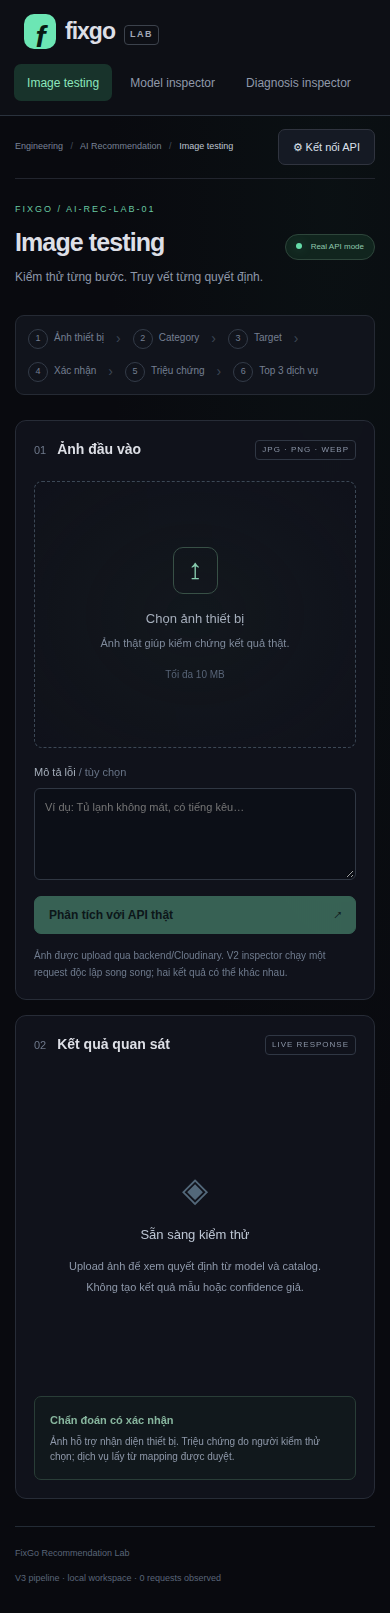 f fixgo LAB
Image testing Model inspector Diagnosis inspector
Engineering / AI Recommendation / Image testing
⚙ Kết nối API
FIXGO / AI-REC-LAB-01
Image testing
Real API mode
Kiểm thử từng bước. Truy vết từng quyết định.
1 Ảnh thiết bị › 2 Category › 3 Target ›
4 Xác nhận › 5 Triệu chứng › 6 Top 3 dịch vụ
01 Ảnh đầu vào JPG · PNG · WEBP
↥
Chọn ảnh thiết bị
Ảnh thật giúp kiểm chứng kết quả thật.
Tối đa 10 MB
Mô tả lỗi / tùy chọn
Ví dụ: Tủ lạnh không mát, có tiếng kêu…
Phân tích với API thật ↗
Ảnh được upload qua backend/Cloudinary. V2 inspector chạy một
request độc lập song song; hai kết quả có thể khác nhau.
02 Kết quả quan sát LIVE RESPONSE
◈
Sẵn sàng kiểm thử
Upload ảnh để xem quyết định từ model và catalog.
Không tạo kết quả mẫu hoặc confidence giả.
Chẩn đoán có xác nhận
Ảnh hỗ trợ nhận diện thiết bị. Triệu chứng do người kiểm thử
chọn; dịch vụ lấy từ mapping được duyệt.
FixGo Recommendation Lab
V3 pipeline · local workspace · 0 requests observed